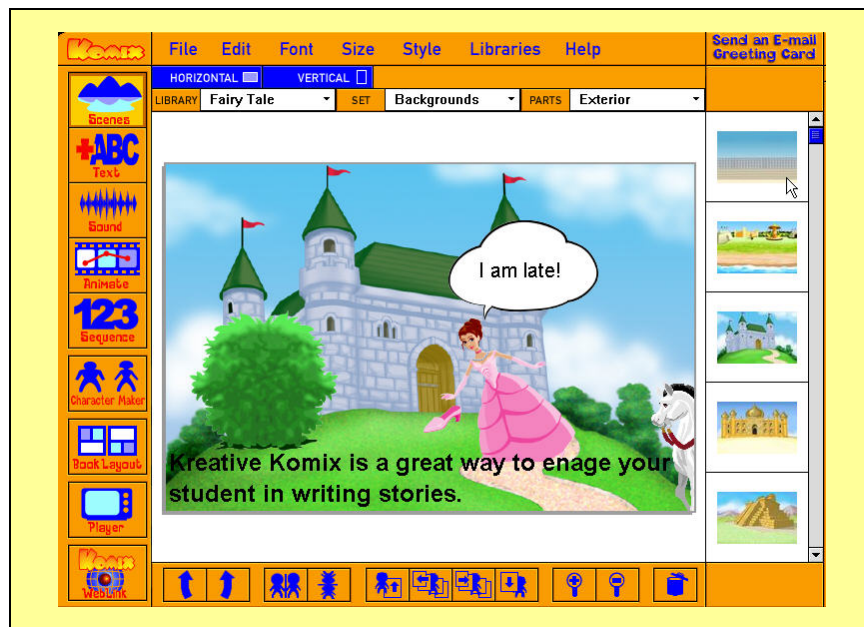 Komix
File Edit Font Size Style Libraries Help
Send an E-mail
Greeting Card
HORIZONTAL VERTICAL
LIBRARY Fairy Tale SET Backgrounds PARTS Exterior
Scenes
+ABC
Text
Sound
Animate
123
Sequence
Character Maker
Book Layout
Player
Komix
WebLink
I am late!
Kreative Komix is a great way to enage your
student in writing stories.